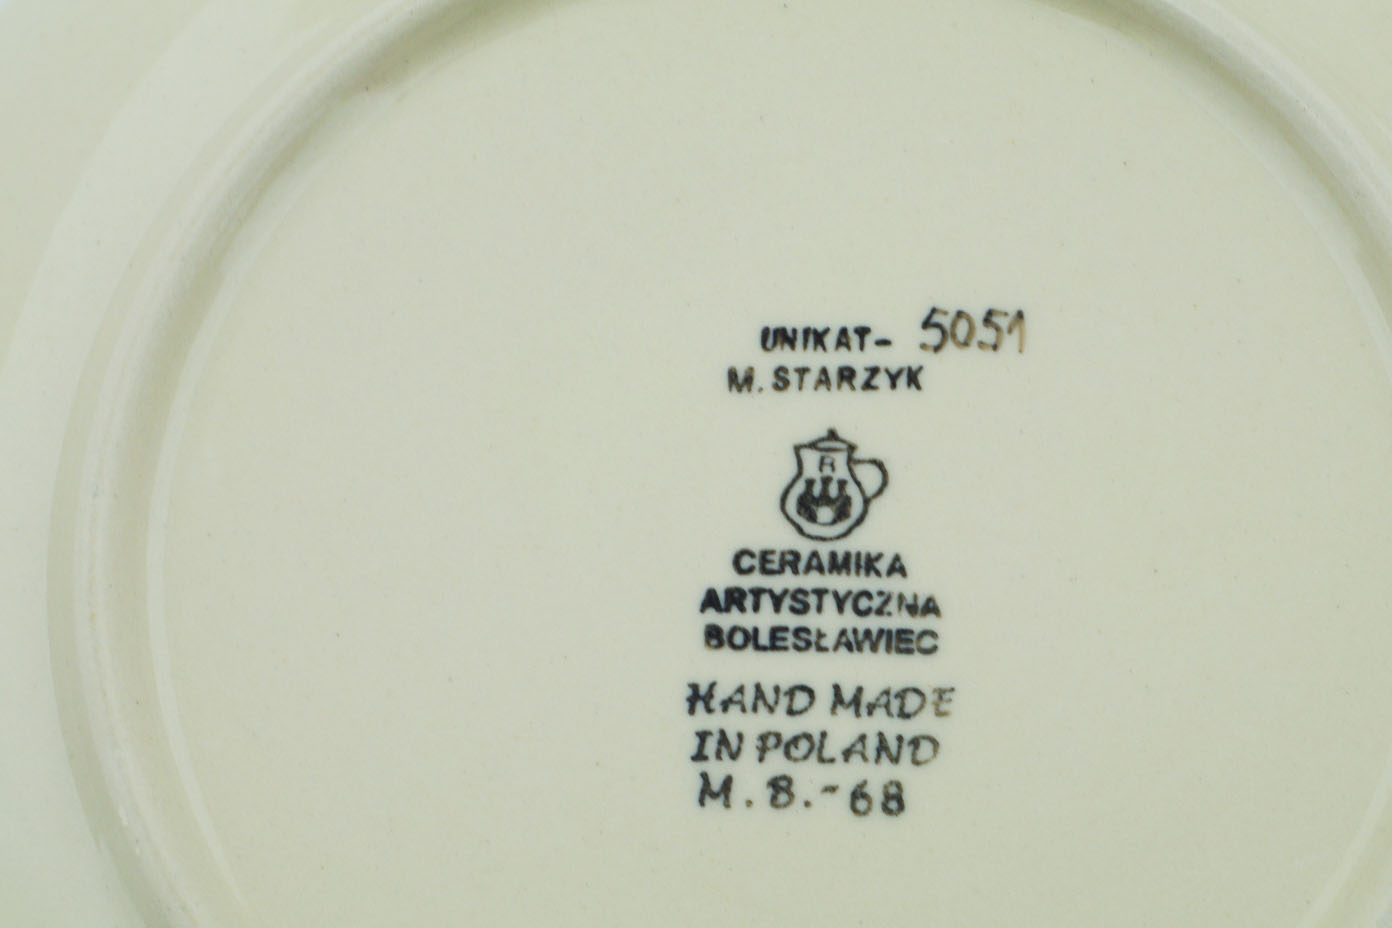 UNIKAT- 5051
M. STARZYK
R
CERAMIKA
ARTYSTYCZNA
BOLESŁAWIEC
HAND MADE
IN POLAND
M. B.-68